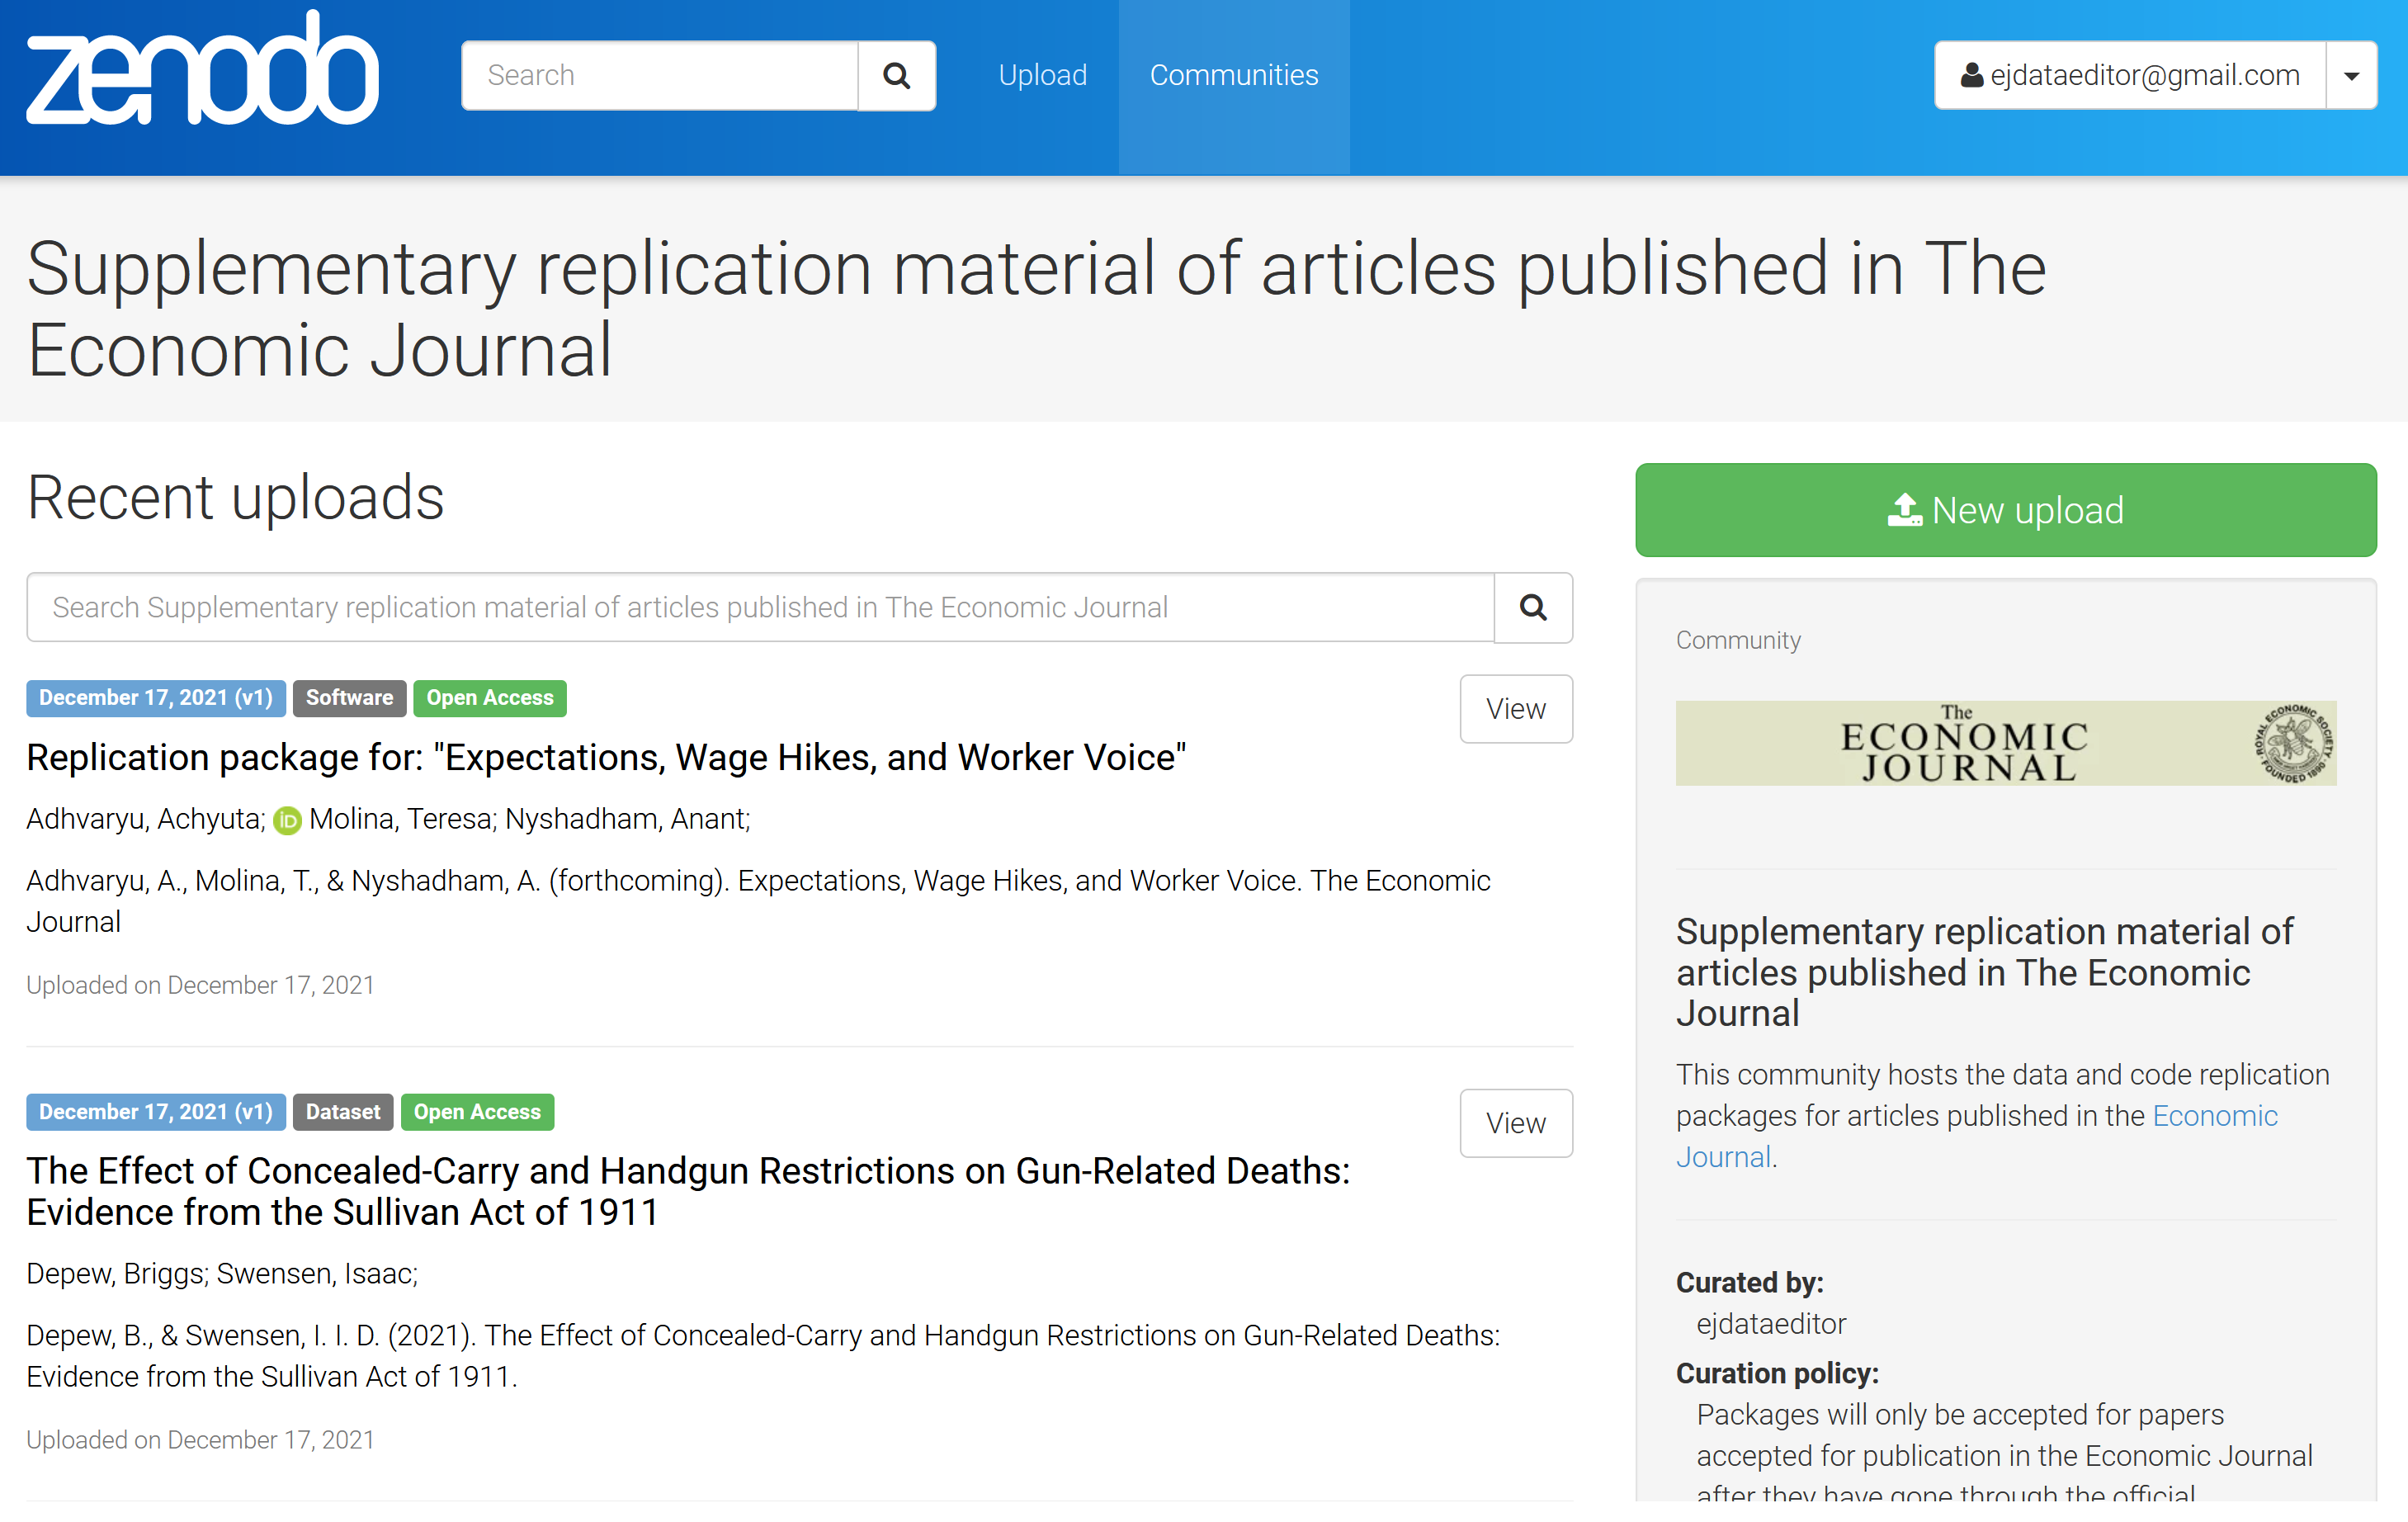 zenodo
Search
Upload
Communities
ejdataeditor@gmail.com
Supplementary replication material of articles published in The
Economic Journal
Recent uploads
Search Supplementary replication material of articles published in The Economic Journal
December 17, 2021 (v1) Software Open Access
View
Replication package for: "Expectations, Wage Hikes, and Worker Voice"
Adhvaryu, Achyuta; iD Molina, Teresa; Nyshadham, Anant;
Adhvaryu, A., Molina, T., & Nyshadham, A. (forthcoming). Expectations, Wage Hikes, and Worker Voice. The Economic
Journal
Uploaded on December 17, 2021
December 17, 2021 (v1) Dataset Open Access
View
The Effect of Concealed-Carry and Handgun Restrictions on Gun-Related Deaths:
Evidence from the Sullivan Act of 1911
Depew, Briggs; Swensen, Isaac;
Depew, B., & Swensen, I. I. D. (2021). The Effect of Concealed-Carry and Handgun Restrictions on Gun-Related Deaths:
Evidence from the Sullivan Act of 1911.
Uploaded on December 17, 2021
New upload
Community
The
ECONOMIC
JOURNAL
ROYAL ECONOMIC SOCIETY
FOUNDED 1890
Supplementary replication material of
articles published in The Economic
Journal
This community hosts the data and code replication
packages for articles published in the Economic
Journal.
Curated by:
ejdataeditor
Curation policy:
Packages will only be accepted for papers
accepted for publication in the Economic Journal
after they have gone through the official